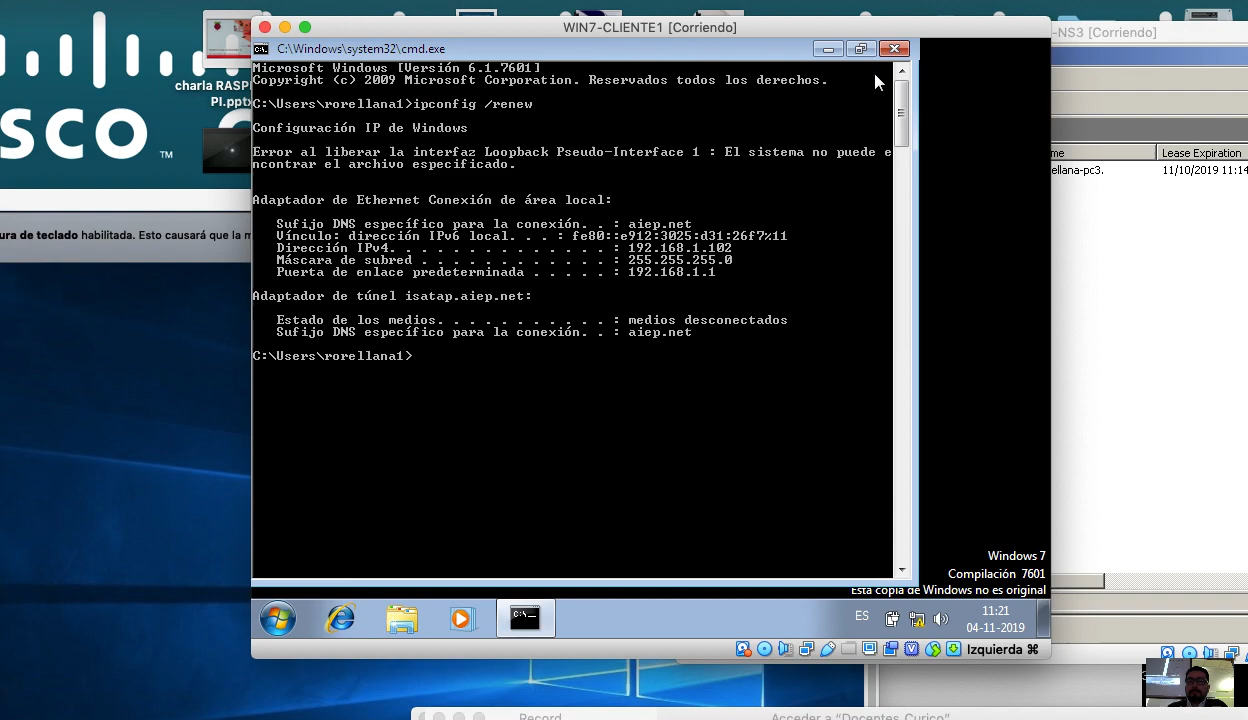 WIN7-CLIENTE1 [Corriendo]
-NS3 [Corriendo]
C:\Windows\system32\cmd.exe
Microsoft Windows [Versión 6.1.7601]
Copyright (c) 2009 Microsoft Corporation. Reservados todos los derechos.
C:\Users\rorellana1>ipconfig /renew
Configuración IP de Windows
Error al liberar la interfaz Loopback Pseudo-Interface 1 : El sistema no puede e
ncontrar el archivo especificado.
Adaptador de Ethernet Conexión de área local:
Sufijo DNS específico para la conexión. . : aiep.net
Vínculo: dirección IPv6 local. . . : fe80::e912:3025:d31:26f7%11
Dirección IPv4. . . . . . . . . . . . . . : 192.168.1.102
Máscara de subred . . . . . . . . . . . . : 255.255.255.0
Puerta de enlace predeterminada . . . . . : 192.168.1.1
Adaptador de túnel isatap.aiep.net:
Estado de los medios. . . . . . . . . . . : medios desconectados
Sufijo DNS específico para la conexión. . : aiep.net
C:\Users\rorellana1>
charla RASP
PI.pptx
SCO
TM
ura de teclado habilitada. Esto causará que la m
me
Lease Expiration
ellana-pc3.
11/10/2019 11:14
Windows 7
Compilación 7601
Esta copia de Windows no es original
ES
11:21
04-11-2019
Izquierda ⌘
Record
Acceder a "Docentes_Curico"